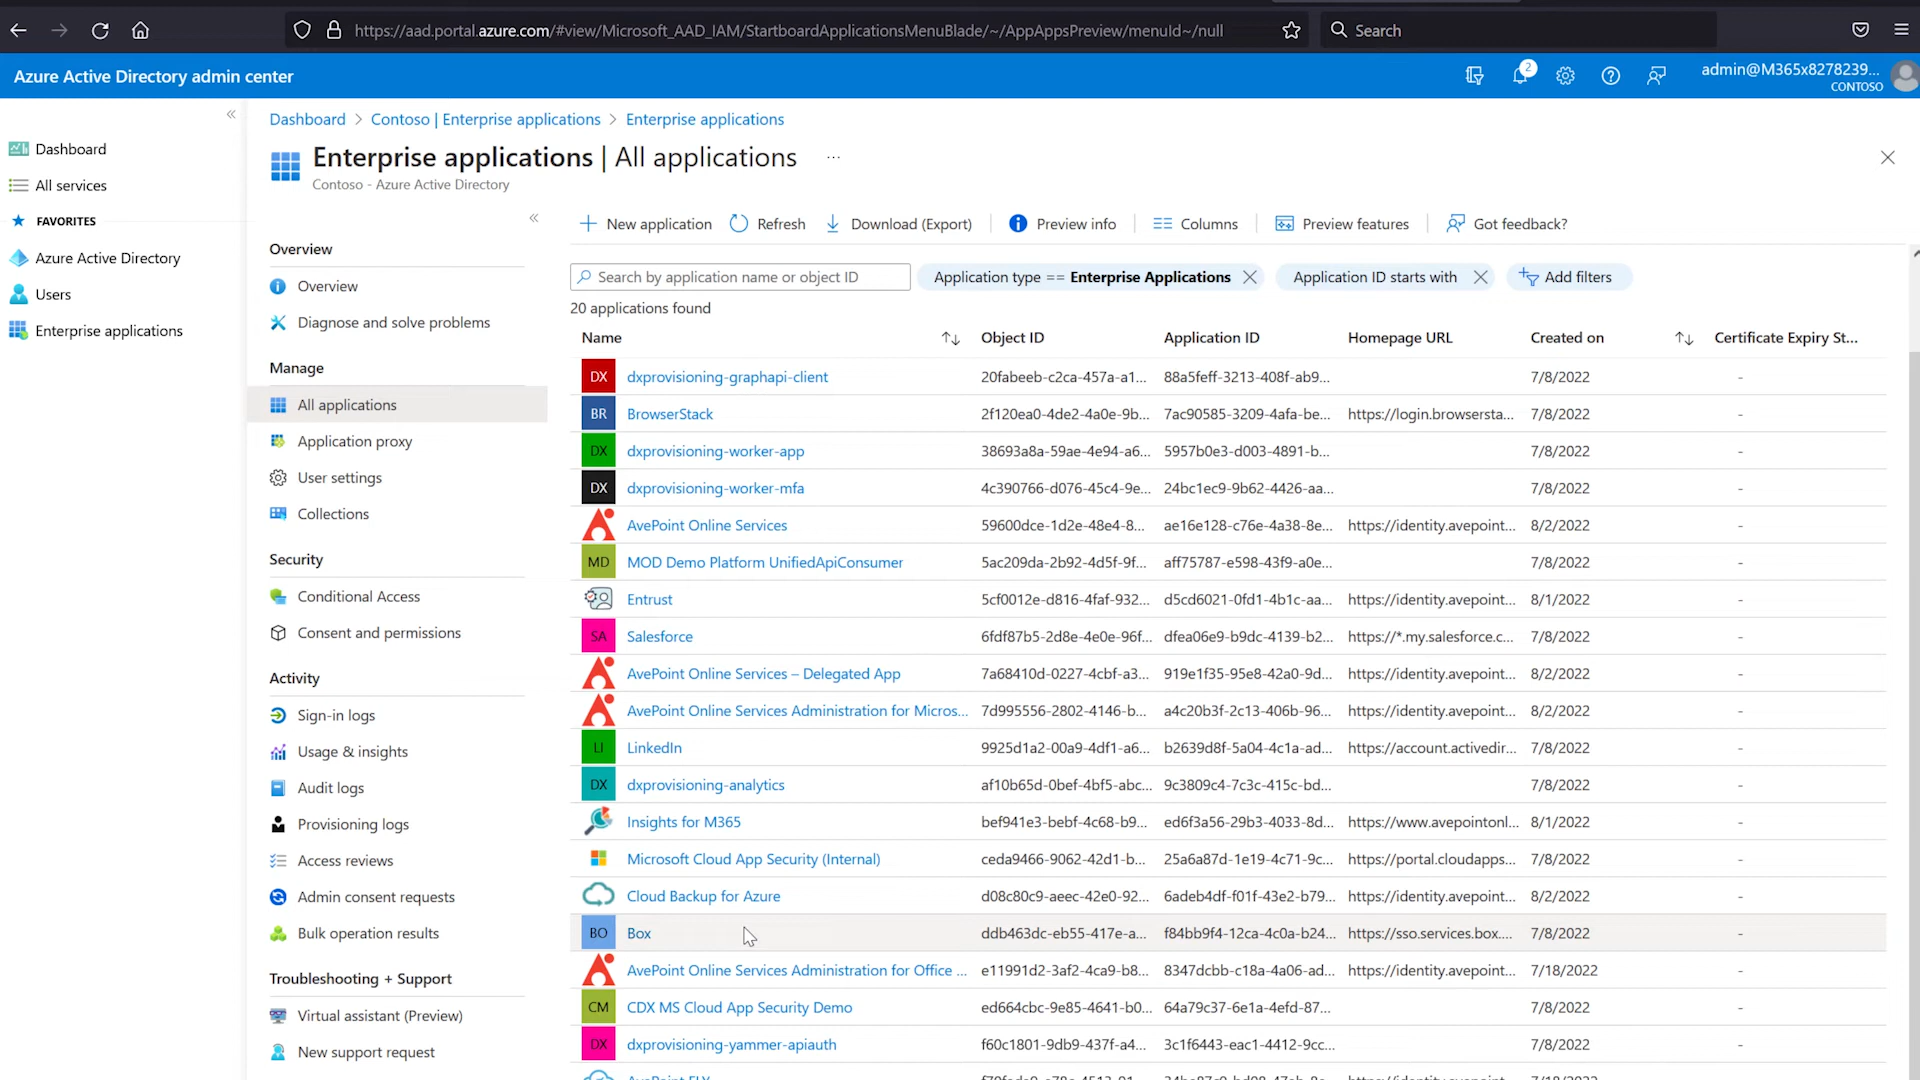 https://aad.portal.azure.com/#view/Microsoft_AAD_IAM/StartboardApplicationsMenuBlade/~/AppAppsPreview/menuId~/null
Search
Azure Active Directory admin center
2
admin@M365x8278239...
CONTOSO
Dashboard
All services
FAVORITES
Azure Active Directory
Users
Enterprise applications
Dashboard > Contoso | Enterprise applications > Enterprise applications
Enterprise applications | All applications ...
Contoso - Azure Active Directory
Overview
Overview
Diagnose and solve problems
Manage
All applications
Application proxy
User settings
Collections
Security
Conditional Access
Consent and permissions
Activity
Sign-in logs
Usage & insights
Audit logs
Provisioning logs
Access reviews
Admin consent requests
Bulk operation results
Troubleshooting + Support
Virtual assistant (Preview)
New support request
New application Refresh Download (Export) Preview info Columns Preview features Got feedback?
Search by application name or object ID Application type == Enterprise Applications Application ID starts with Add filters
20 applications found
Name Object ID Application ID Homepage URL Created on Certificate Expiry St...
DX dxprovisioning-graphapi-client 20fabeeb-c2ca-457a-a1... 88a5feff-3213-408f-ab9... 7/8/2022 -
BR BrowserStack 2f120ea0-4de2-4a0e-9b... 7ac90585-3209-4afa-be... https://login.browsersta... 7/8/2022 -
DX dxprovisioning-worker-app 38693a8a-59ae-4e94-a6... 5957b0e3-d003-4891-b... 7/8/2022 -
DX dxprovisioning-worker-mfa 4c390766-d076-45c4-9e... 24bc1ec9-9b62-4426-aa... 7/8/2022 -
AvePoint Online Services 59600dce-1d2e-48e4-8... ae16e128-c76e-4a38-8e... https://identity.avepoint... 8/2/2022 -
MD MOD Demo Platform UnifiedApiConsumer 5ac209da-2b92-4d5f-9f... aff75787-e598-43f9-a0e... 7/8/2022 -
Entrust 5cf0012e-d816-4faf-932... d5cd6021-0fd1-4b1c-aa... https://identity.avepoint... 8/1/2022 -
SA Salesforce 6fdf87b5-2d8e-4e0e-96f... dfea06e9-b9dc-4139-b2... https://*.my.salesforce.c... 7/8/2022 -
AvePoint Online Services – Delegated App 7a68410d-0227-4cbf-a3... 919e1f35-95e8-42a0-9d... https://identity.avepoint... 8/2/2022 -
AvePoint Online Services Administration for Micros... 7d995556-2802-4146-b... a4c20b3f-2c13-406b-96... https://identity.avepoint... 8/2/2022 -
LI LinkedIn 9925d1a2-00a9-4df1-a6... b2639d8f-5a04-4c1a-ad... https://account.activedir... 7/8/2022 -
DX dxprovisioning-analytics af10b65d-0bef-4bf5-abc... 9c3809c4-7c3c-415c-bd... 7/8/2022 -
Insights for M365 bef941e3-bebf-4c68-b9... ed6f3a56-29b3-4033-8d... https://www.avepointonl... 8/1/2022 -
Microsoft Cloud App Security (Internal) ceda9466-9062-42d1-b... 25a6a87d-1e19-4c71-9c... https://portal.cloudapps... 7/8/2022 -
Cloud Backup for Azure d08c80c9-aeec-42e0-92... 6adeb4df-f01f-43e2-b79... https://identity.avepoint... 8/2/2022 -
BO Box ddb463dc-eb55-417e-a... f84bb9f4-12ca-4c0a-b24... https://sso.services.box.... 7/8/2022 -
AvePoint Online Services Administration for Office ... e11991d2-3af2-4ca9-b8... 8347dcbb-c18a-4a06-ad... https://identity.avepoint... 7/18/2022 -
CM CDX MS Cloud App Security Demo ed664cbc-9e85-4641-b0... 64a79c37-6e1a-4efd-87... 7/8/2022 -
DX dxprovisioning-yammer-apiauth f60c1801-9db9-437f-a4... 3c1f6443-eac1-4412-9cc... 7/8/2022 -